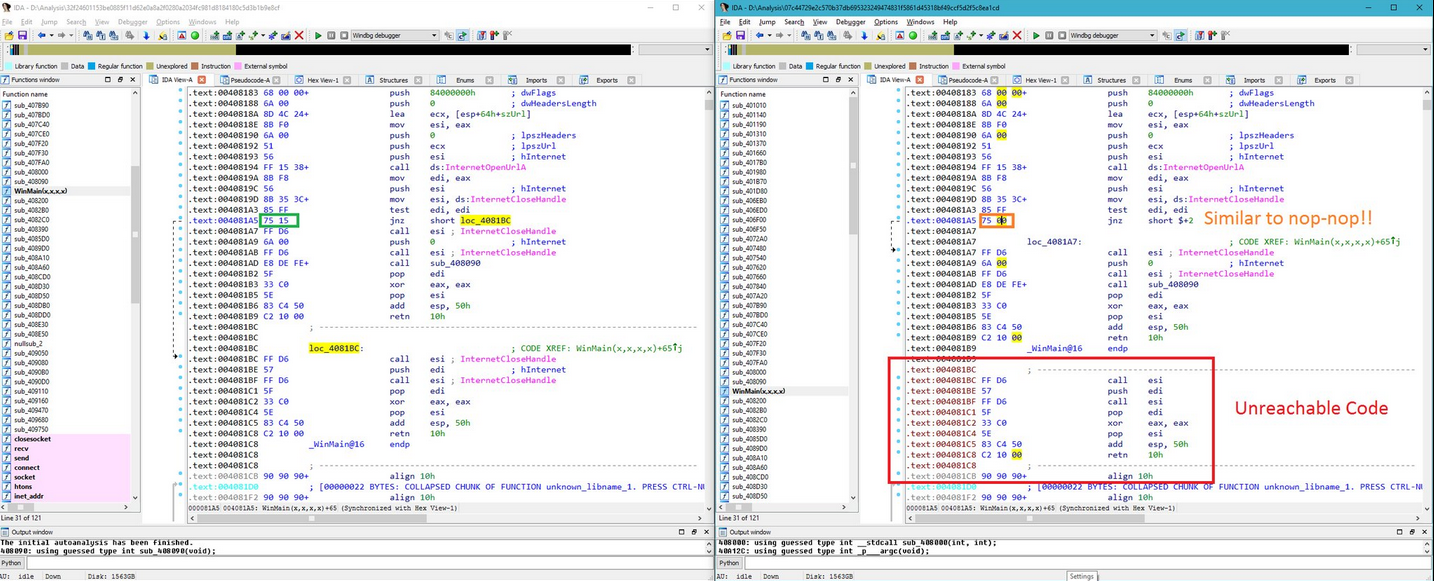 IDA - D:\Analysis\32f24601153be0885f11d62e0a8a2f0280a2034fc981d8184180c5d3b1b9e8cf
File Edit Jump Search View Debugger Options Windows Help
Windbg debugger
Library function Data Regular function Unexplored Instruction External symbol
Functions window
IDA View-A Pseudocode-A Hex View-1 Structures Enums Imports Exports
Function name
sub_407B90
sub_407BD0
sub_407C40
sub_407CE0
sub_407F20
sub_407F30
sub_407FA0
sub_408000
sub_408090
WinMain(x,x,x,x)
sub_408200
sub_4082B0
sub_4082C0
sub_408390
sub_4085D0
sub_4089D0
sub_408A10
sub_408A60
sub_408CD0
sub_408D30
sub_408D50
sub_408DB0
sub_408DD0
sub_408E30
sub_408E50
nullsub_2
sub_409050
sub_409080
sub_4090B0
sub_4090D0
sub_409110
sub_409160
sub_409470
sub_409680
sub_409750
closesocket
recv
send
connect
socket
htons
inet_addr
Line 31 of 121
.text:00408183 68 00 00+ push 84000000h ; dwFlags
.text:00408188 6A 00 push 0 ; dwHeadersLength
.text:0040818A 8D 4C 24+ lea ecx, [esp+64h+szUrl]
.text:0040818E 8B F0 mov esi, eax
.text:00408190 6A 00 push 0 ; lpszHeaders
.text:00408192 51 push ecx ; lpszUrl
.text:00408193 56 push esi ; hInternet
.text:00408194 FF 15 38+ call ds:InternetOpenUrlA
.text:0040819A 8B F8 mov edi, eax
.text:0040819C 56 push esi ; hInternet
.text:0040819D 8B 35 3C+ mov esi, ds:InternetCloseHandle
.text:004081A3 85 FF test edi, edi
.text:004081A5 75 15 jnz short loc_4081BC
.text:004081A7 FF D6 call esi ; InternetCloseHandle
.text:004081A9 6A 00 push 0 ; hInternet
.text:004081AB FF D6 call esi ; InternetCloseHandle
.text:004081AD E8 DE FE+ call sub_408090
.text:004081B2 5F pop edi
.text:004081B3 33 C0 xor eax, eax
.text:004081B5 5E pop esi
.text:004081B6 83 C4 50 add esp, 50h
.text:004081B9 C2 10 00 retn 10h
.text:004081BC ; ----------
.text:004081BC
.text:004081BC loc_4081BC: ; CODE XREF: WinMain(x,x,x,x)+65↑j
.text:004081BC FF D6 call esi ; InternetCloseHandle
.text:004081BE 57 push edi ; hInternet
.text:004081BF FF D6 call esi ; InternetCloseHandle
.text:004081C1 5F pop edi
.text:004081C2 33 C0 xor eax, eax
.text:004081C4 5E pop esi
.text:004081C5 83 C4 50 add esp, 50h
.text:004081C8 C2 10 00 retn 10h
.text:004081C8 _WinMain@16 endp
.text:004081C8
.text:004081C8 ; ----------
.text:004081CB 90 90 90+ align 10h
.text:004081D0 ; [00000022 BYTES: COLLAPSED CHUNK OF FUNCTION unknown_libname_1. PRESS CTRL-NU
.text:004081F2 90 90 90+ align 10h
000081A5 004081A5: WinMain(x,x,x,x)+65 (Synchronized with Hex View-1)
Output window
The initial autoanalysis has been finished.
408090: using guessed type int sub_408090(void);
Python
AU: idle Down Disk: 1563GB
File Edit Jump Search View Debugger Options Windows Help
Windbg debugger
Library function Data Regular function Unexplored Instruction External symbol
Functions window
IDA View-A Pseudocode-A Hex View-1 Structures Enums Imports Exports
Function name
sub_401010
sub_401140
sub_401190
sub_401310
sub_401370
sub_401660
sub_4017B0
sub_401980
sub_401B70
sub_401D80
sub_406EB0
sub_406ED0
sub_406F00
sub_406F50
sub_4072A0
sub_407480
sub_407540
sub_407620
sub_407660
sub_407840
sub_407A20
sub_407B90
sub_407BD0
sub_407C40
sub_407CE0
sub_407F20
sub_407F30
sub_407FA0
sub_408000
sub_408090
WinMain(x,x,x,x)
sub_408200
sub_4082B0
sub_4082C0
sub_408390
sub_4085D0
sub_4089D0
sub_408A10
sub_408A60
sub_408CD0
sub_408D30
sub_408D50
Line 31 of 121
.text:00408183 68 00 00+ push 84000000h ; dwFlags
.text:00408188 6A 00 push 0 ; dwHeadersLength
.text:0040818A 8D 4C 24+ lea ecx, [esp+64h+szUrl]
.text:0040818E 8B F0 mov esi, eax
.text:00408190 6A 00 push 0 ; lpszHeaders
.text:00408192 51 push ecx ; lpszUrl
.text:00408193 56 push esi ; hInternet
.text:00408194 FF 15 38+ call ds:InternetOpenUrlA
.text:0040819A 8B F8 mov edi, eax
.text:0040819C 56 push esi ; hInternet
.text:0040819D 8B 35 3C+ mov esi, ds:InternetCloseHandle
.text:004081A3 85 FF test edi, edi
.text:004081A5 75 00 jnz short $+2
Similar to nop-nop!!
.text:004081A7
.text:004081A7 loc_4081A7: ; CODE XREF: WinMain(x,x,x,x)+65↑j
.text:004081A7 FF D6 call esi ; InternetCloseHandle
.text:004081A9 6A 00 push 0 ; hInternet
.text:004081AB FF D6 call esi ; InternetCloseHandle
.text:004081AD E8 DE FE+ call sub_408090
.text:004081B2 5F pop edi
.text:004081B3 33 C0 xor eax, eax
.text:004081B5 5E pop esi
.text:004081B6 83 C4 50 add esp, 50h
.text:004081B9 C2 10 00 retn 10h
.text:004081B9 _WinMain@16 endp
.text:004081B9
.text:004081BC ; ----------
.text:004081BC FF D6 call esi
.text:004081BE 57 push edi
.text:004081BF FF D6 call esi
.text:004081C1 5F pop edi
.text:004081C2 33 C0 xor eax, eax
.text:004081C4 5E pop esi
.text:004081C5 83 C4 50 add esp, 50h
.text:004081C8 C2 10 00 retn 10h
.text:004081C8 ; ----------
Unreachable Code
.text:004081CB 90 90 90+ align 10h
.text:004081D0 ; [00000022 BYTES: COLLAPSED CHUNK OF FUNCTION unknown_libname_1. PRESS CTRL-NU
.text:004081F2 90 90 90+ align 10h
000081A5 004081A5: WinMain(x,x,x,x)+65 (Synchronized with Hex View-1)
Output window
408000: using guessed type int __stdcall sub_408000(int, int);
40A12C: using guessed type int _p___argc(void);
Python
AU: idle Down Disk: 1563GB
Settings